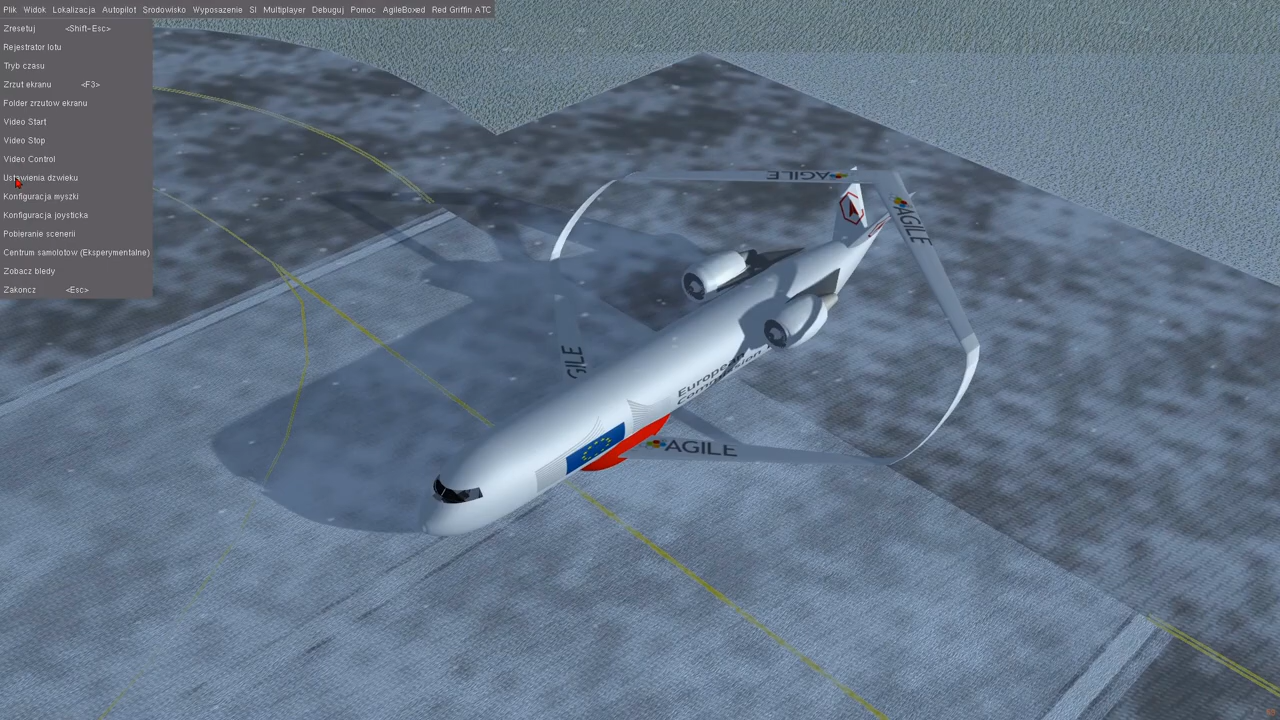 Plik Widok Lokalizacja Autopilot Srodowisko Wyposazenie SI Multiplayer Debuguj Pomoc AgileBoxed Red Griffin ATC
Zresetuj <Shift-Esc>
Rejestrator lotu
Tryb czasu
Zrzut ekranu <F3>
Folder zrzutow ekranu
Video Start
Video Stop
Video Control
Ustawienia dzwieku
Konfiguracja myszki
Konfiguracja joysticka
Pobieranie scenerii
Centrum samolotow (Eksperymentalne)
Zobacz bledy
Zakoncz <Esc>
AGILE
AGILE
AGILE
European
Commission
AGILE